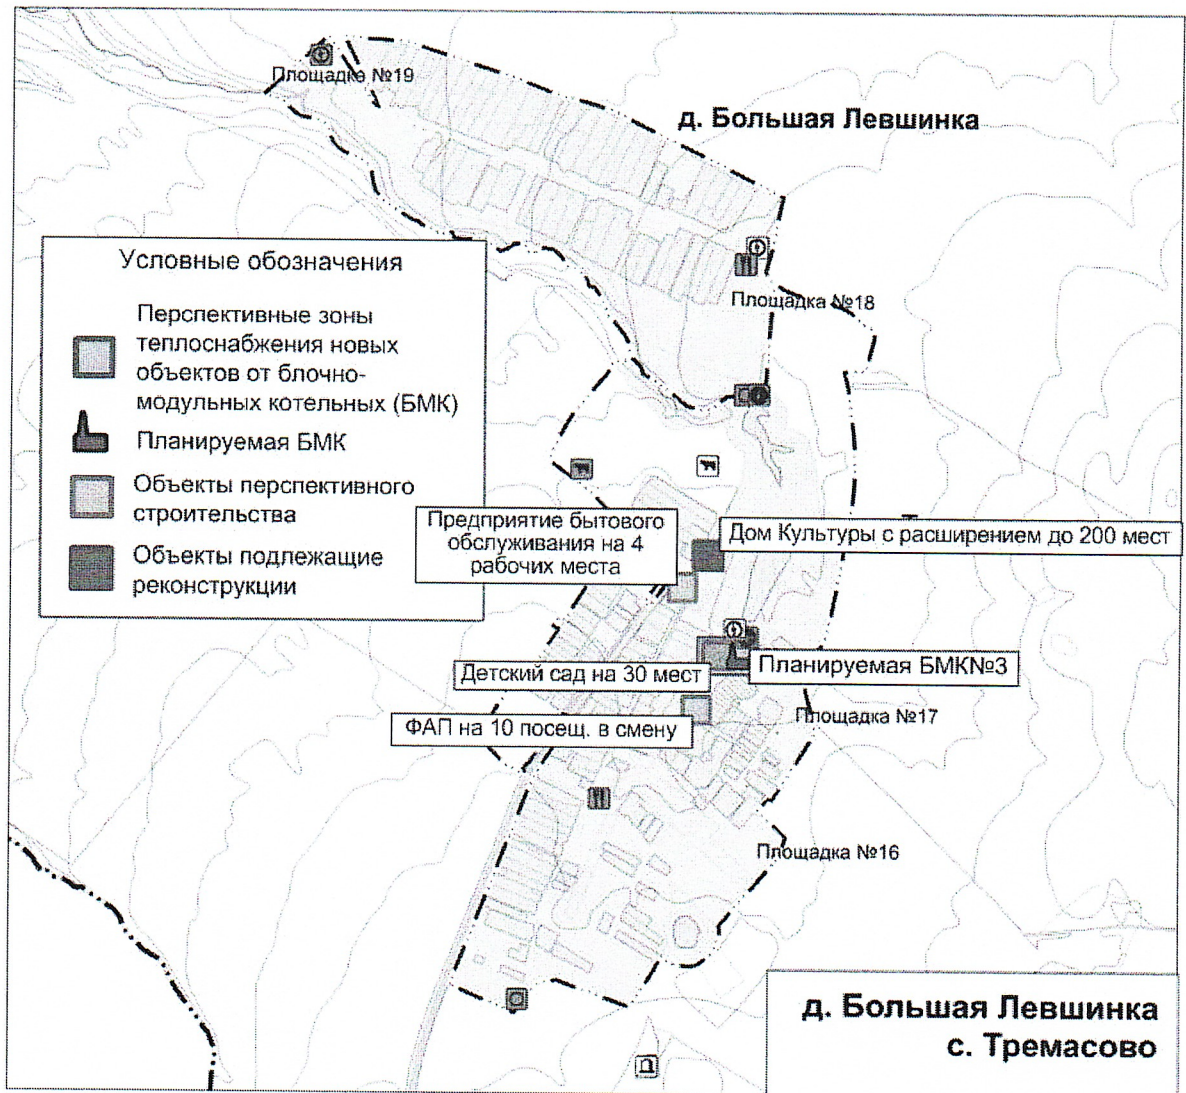 Площадка №19
д. Большая Левшинка
Условные обозначения
Перспективные зоны
теплоснабжения новых
объектов от блочно-
модульных котельных (БМК)
Планируемая БМК
Объекты перспективного
строительства
Объекты подлежащие
реконструкции
Площадка №18
Предприятие бытового
обслуживания на 4
рабочих места
Дом Культуры с расширением до 200 мест
Детский сад на 30 мест
Планируемая БМК№3
ФАП на 10 посещ. в смену
Площадка №17
Площадка №16
д. Большая Левшинка
с. Тремасово